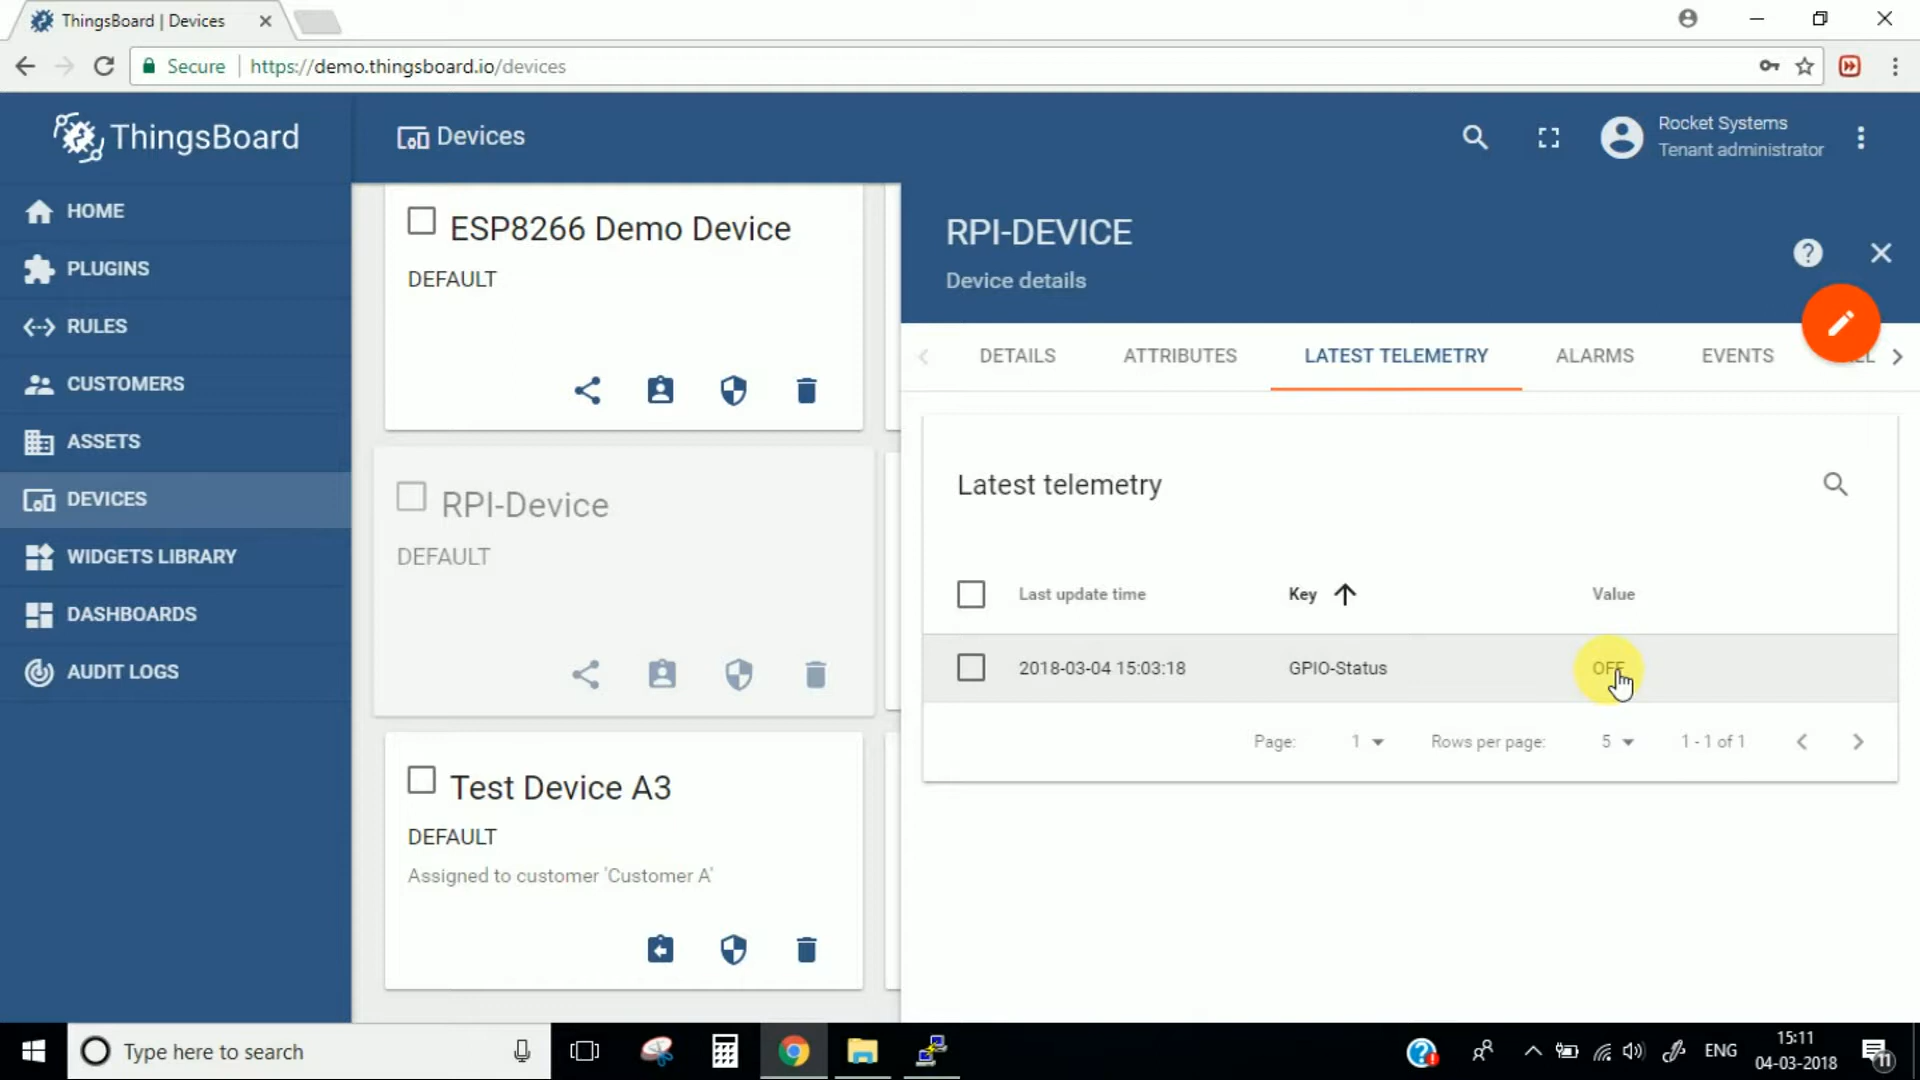 ThingsBoard | Devices
Secure
https://demo.thingsboard.io/devices
ThingsBoard
Devices
Rocket Systems
Tenant administrator
HOME
PLUGINS
RULES
CUSTOMERS
ASSETS
DEVICES
WIDGETS LIBRARY
DASHBOARDS
AUDIT LOGS
ESP8266 Demo Device
DEFAULT
RPI-Device
DEFAULT
Test Device A3
DEFAULT
Assigned to customer 'Customer A'
RPI-DEVICE
Device details
DETAILS ATTRIBUTES LATEST TELEMETRY ALARMS EVENTS
Latest telemetry
Last update time Key Value
2018-03-04 15:03:18 GPIO-Status OFF
Page: 1 Rows per page: 5 1 - 1 of 1
Type here to search
ENG
15:11
04-03-2018
11